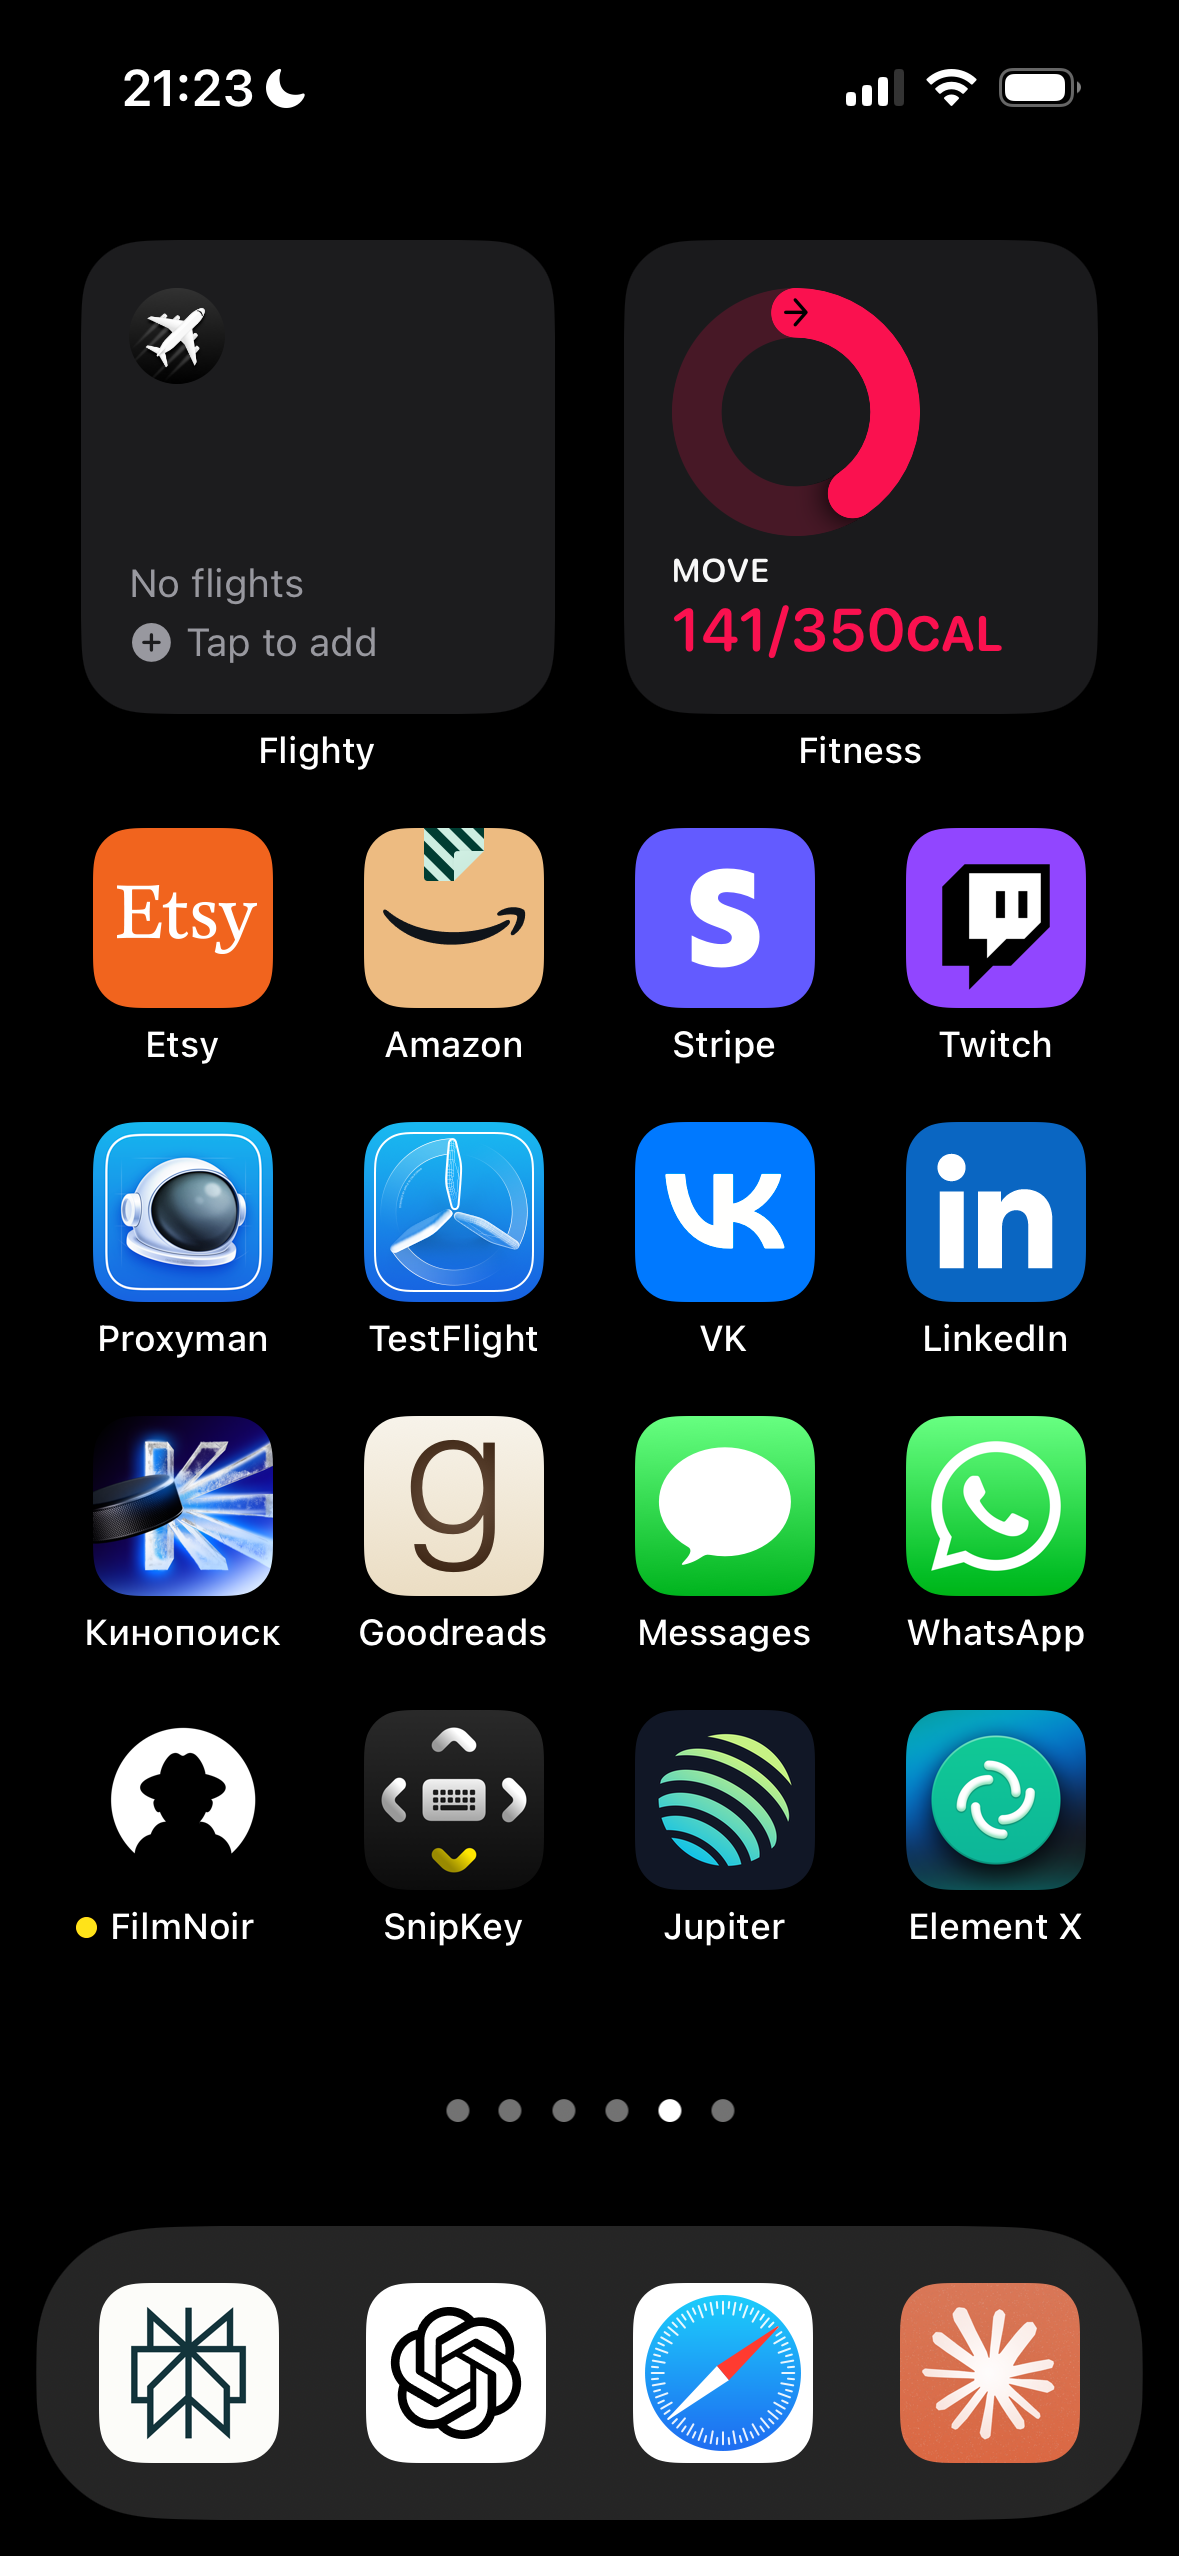 21:23
No flights
Tap to add
MOVE
141/350CAL
Flighty
Fitness
Etsy
Etsy
Amazon
Stripe
Twitch
Proxyman
TestFlight
VK
LinkedIn
Кинопоиск
Goodreads
Messages
WhatsApp
FilmNoir
SnipKey
Jupiter
Element X